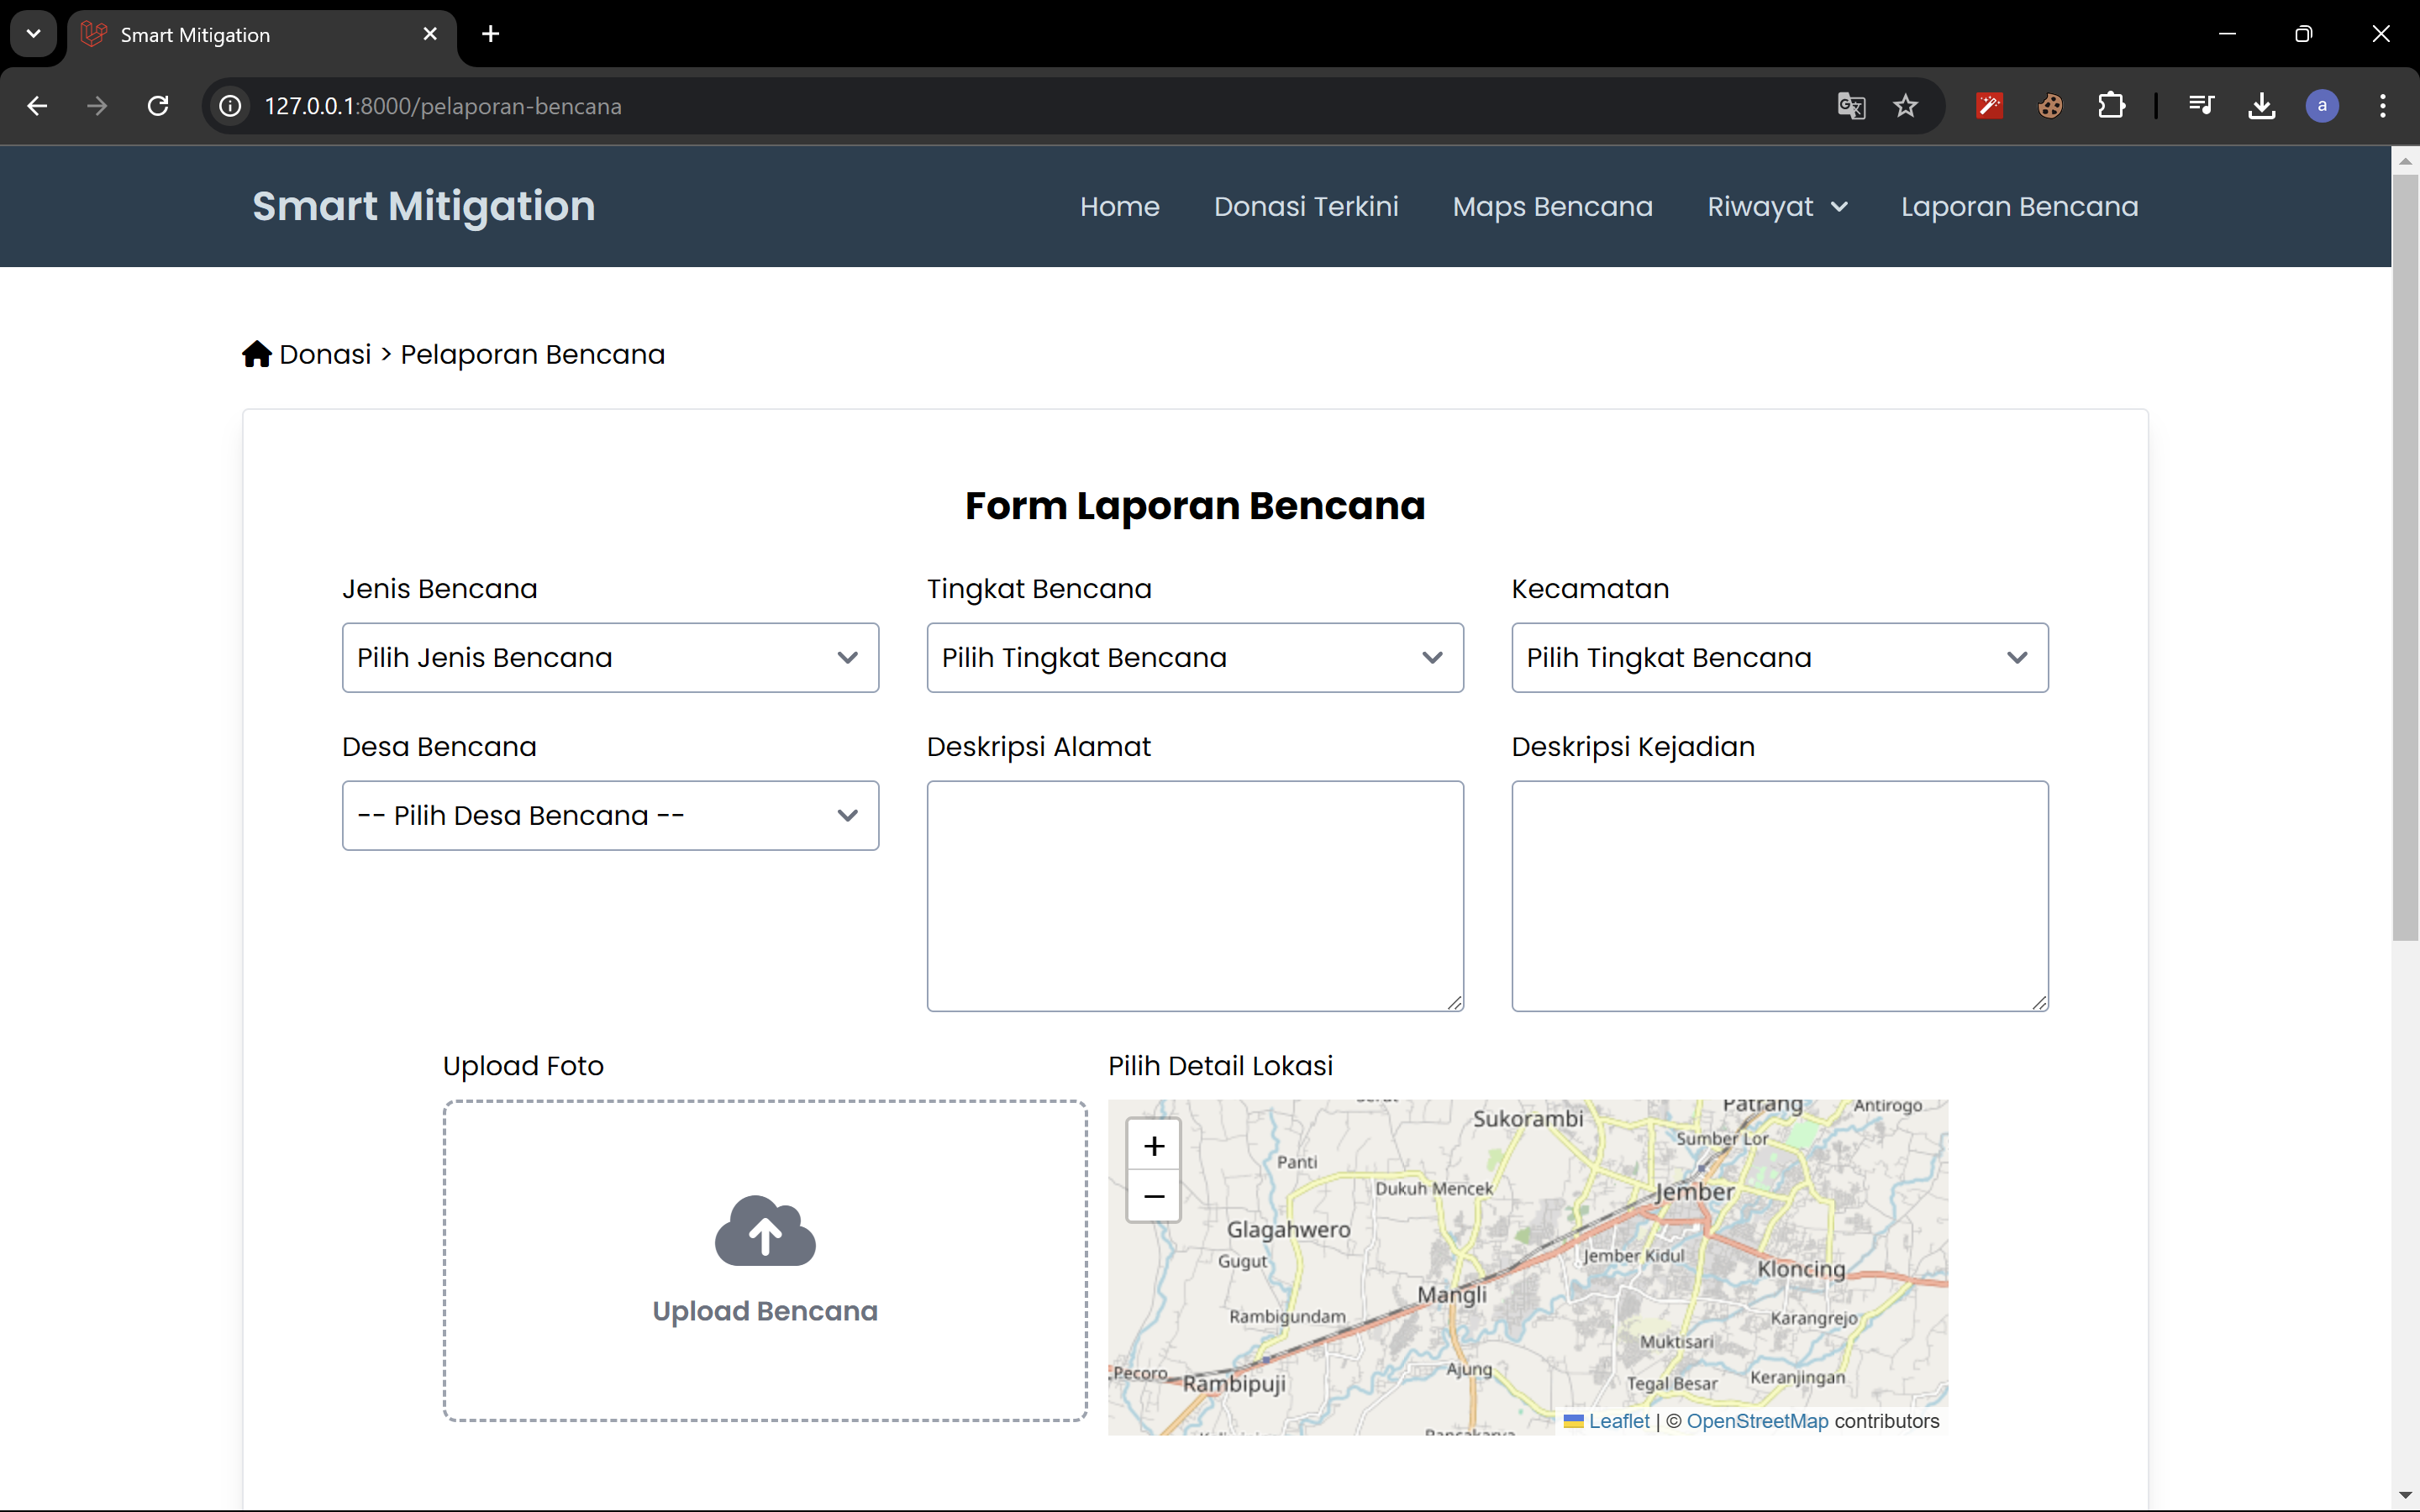 Smart Mitigation
127.0.0.1:8000/pelaporan-bencana
a
Smart Mitigation
Home
Donasi Terkini
Maps Bencana
Riwayat
Laporan Bencana
Donasi > Pelaporan Bencana
Form Laporan Bencana
Jenis Bencana
Tingkat Bencana
Kecamatan
Pilih Jenis Bencana
Pilih Tingkat Bencana
Pilih Tingkat Bencana
Desa Bencana
Deskripsi Alamat
Deskripsi Kejadian
-- Pilih Desa Bencana --
Upload Foto
Pilih Detail Lokasi
Upload Bencana
+
−
Patrang
Antirogo
Sukorambi
Sumber Lor
Panti
Dukuh Mencek
Jember
Glagahwero
Gugut
Jember Kidul
Kloncing
Mangli
Rambigundam
Karangrejo
Muktisari
Pecoro
Rambipuji
Ajung
Tegal Besar
Keranjingan
Leaflet | © OpenStreetMap contributors